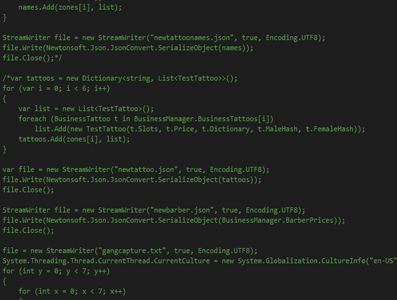 names.Add(zones[i], list);
}
StreamWriter file = new StreamWriter("newtattoonames.json", true, Encoding.UTF8);
file.Write(Newtonsoft.Json.JsonConvert.SerializeObject(names));
file.Close();*/
/*var tattoos = new Dictionary<string, List<TestTattoo>>();
for (var i = 0; i < 6; i++)
{
var list = new List<TestTattoo>();
foreach (BusinessTattoo t in BusinessManager.BusinessTattoos[i])
list.Add(new TestTattoo(t.Slots, t.Price, t.Dictionary, t.MaleHash, t.FemaleHash));
tattoos.Add(zones[i], list);
}
var file = new StreamWriter("newtattoo.json", true, Encoding.UTF8);
file.Write(Newtonsoft.Json.JsonConvert.SerializeObject(tattoos));
file.Close();
StreamWriter file = new StreamWriter("newbarber.json", true, Encoding.UTF8);
file.Write(Newtonsoft.Json.JsonConvert.SerializeObject(BusinessManager.BarberPrices));
file.Close();
file = new StreamWriter("gangcapture.txt", true, Encoding.UTF8);
System.Threading.Thread.CurrentThread.CurrentCulture = new System.Globalization.CultureInfo("en-US"
for (int y = 0; y < 7; y++)
{
for (int x = 0; x < 7; x++)